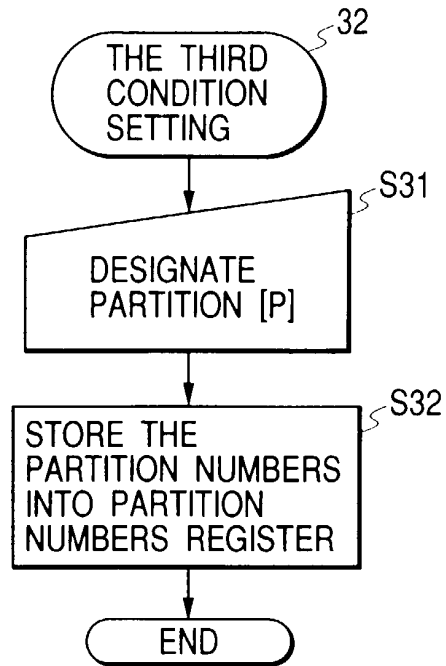 32
THE THIRD
CONDITION
SETTING
S31
DESIGNATE
PARTITION [P]
S32
STORE THE
PARTITION NUMBERS
INTO PARTITION
NUMBERS REGISTER
END